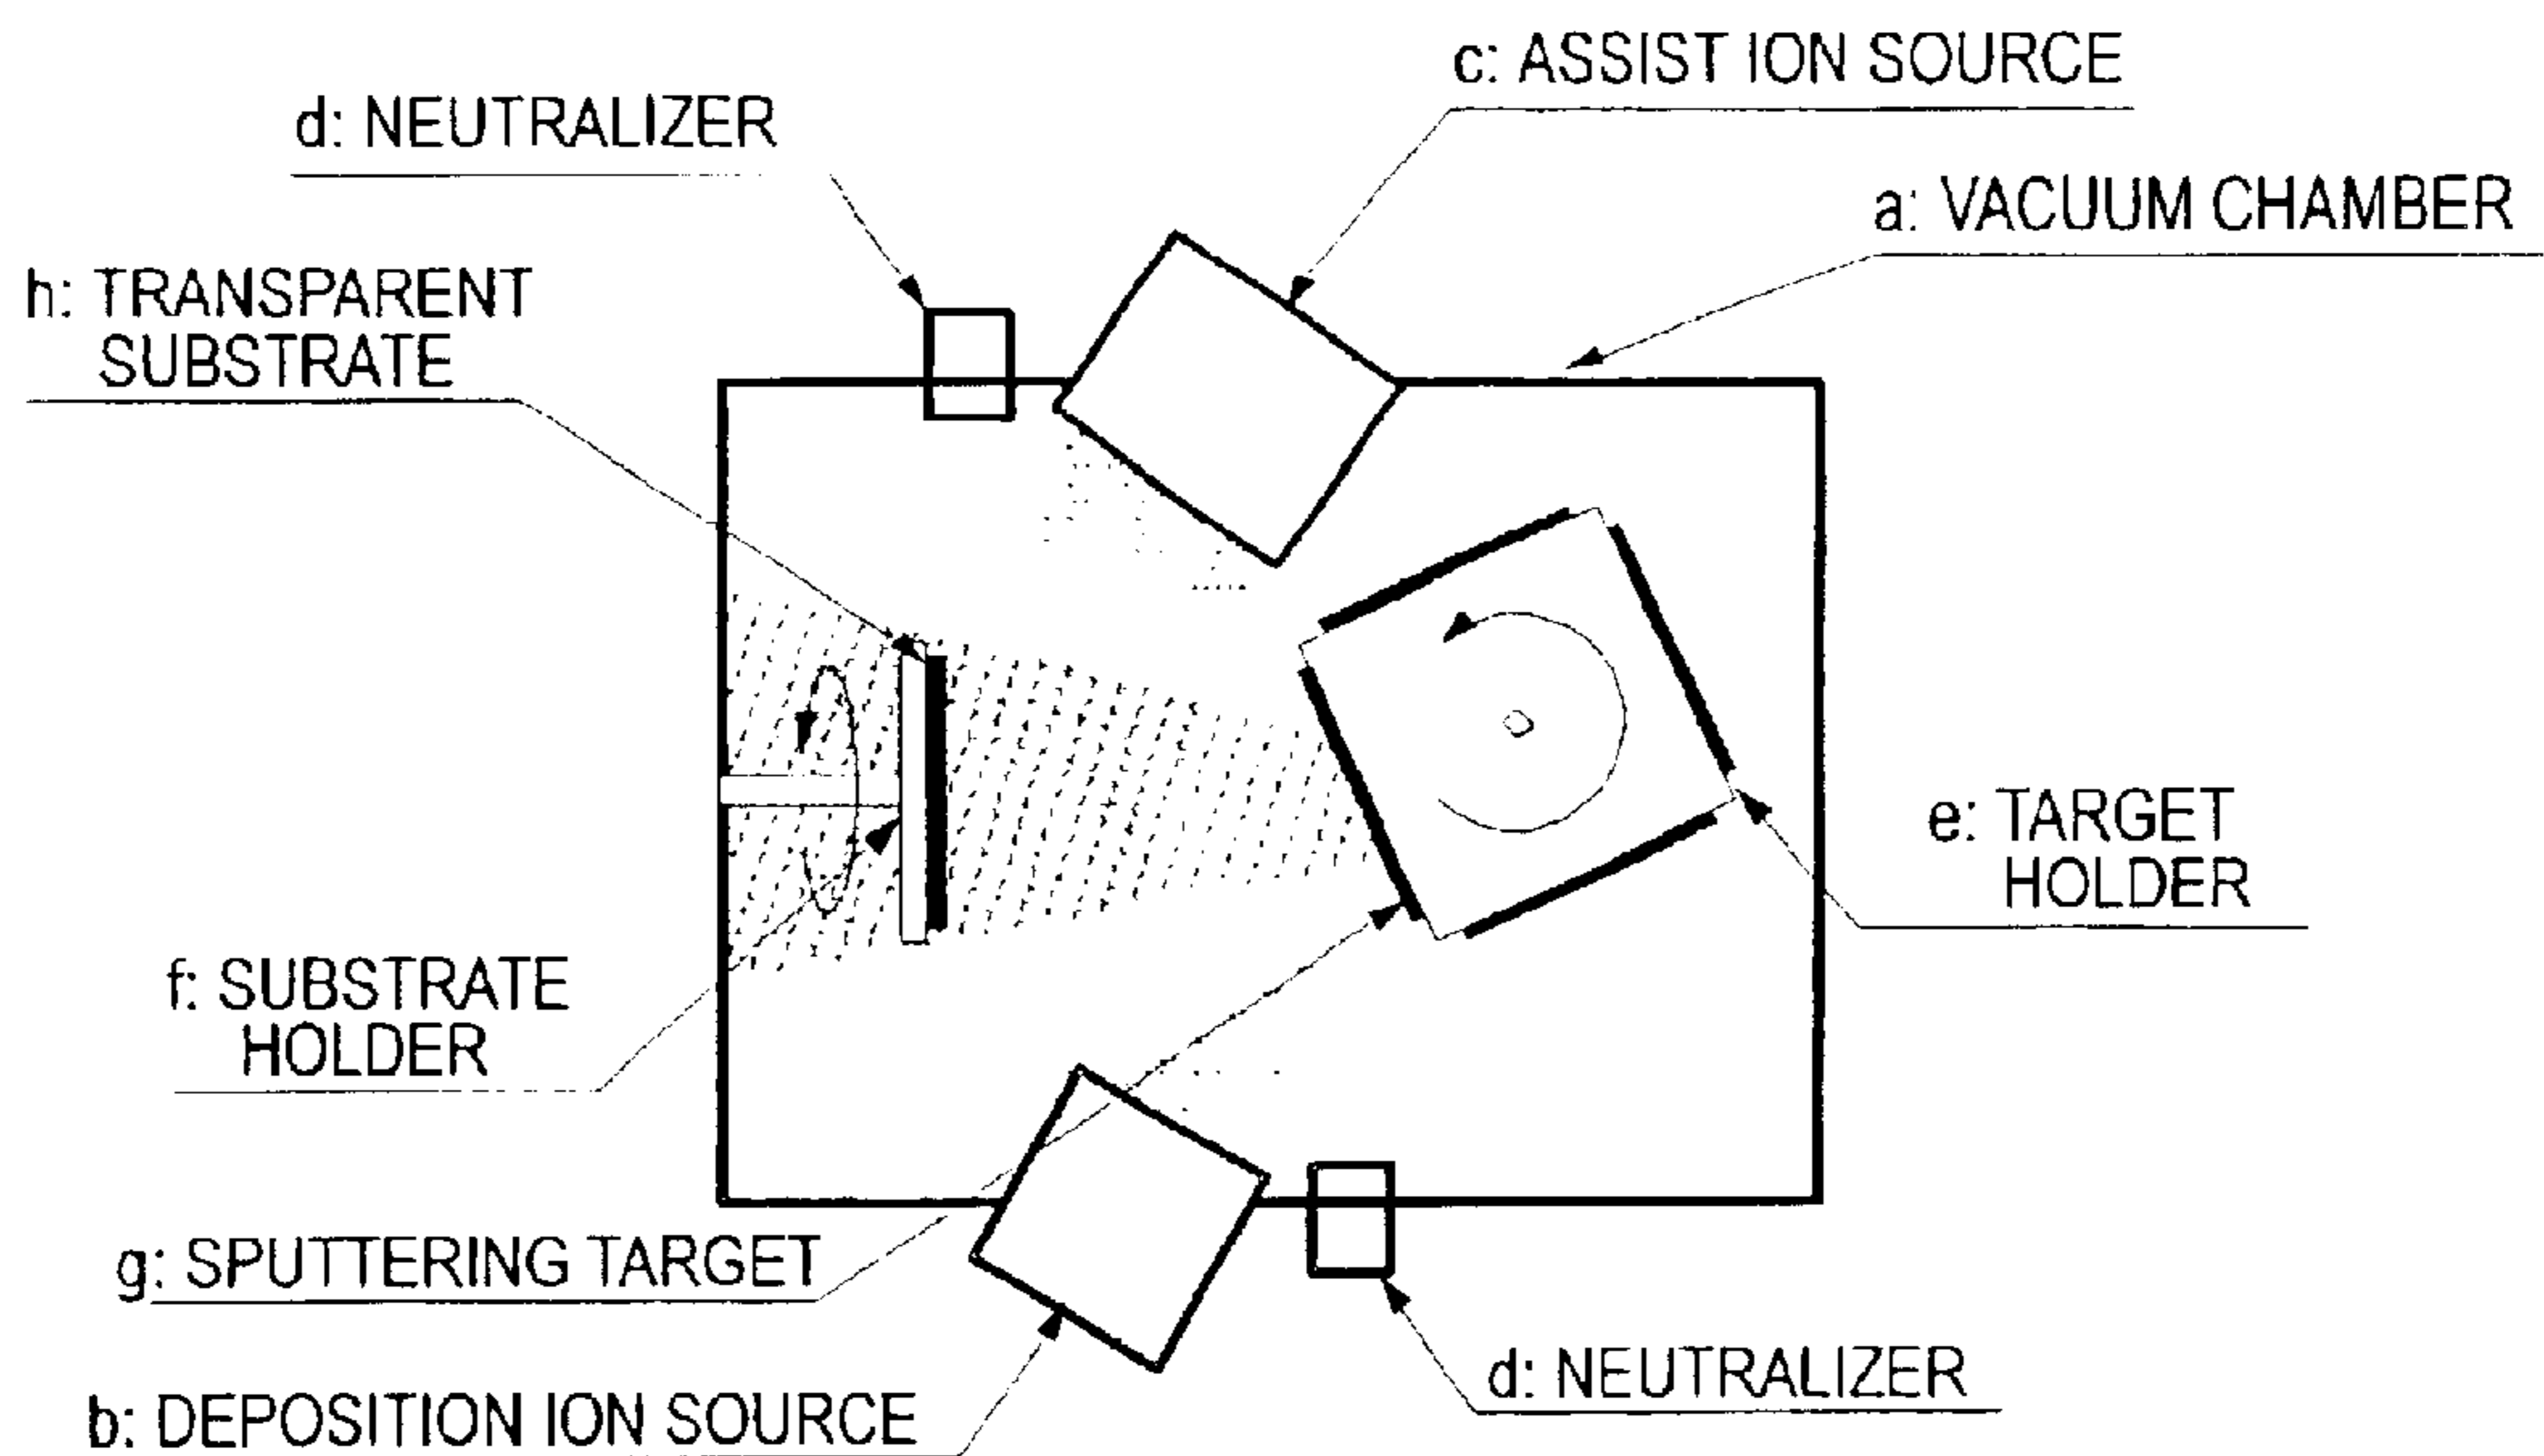 c: ASSIST ION SOURCE
d: NEUTRALIZER
a: VACUUM CHAMBER
h: TRANSPARENT
SUBSTRATE
e: TARGET
HOLDER
f: SUBSTRATE
HOLDER
g: SPUTTERING TARGET
d: NEUTRALIZER
b: DEPOSITION ION SOURCE